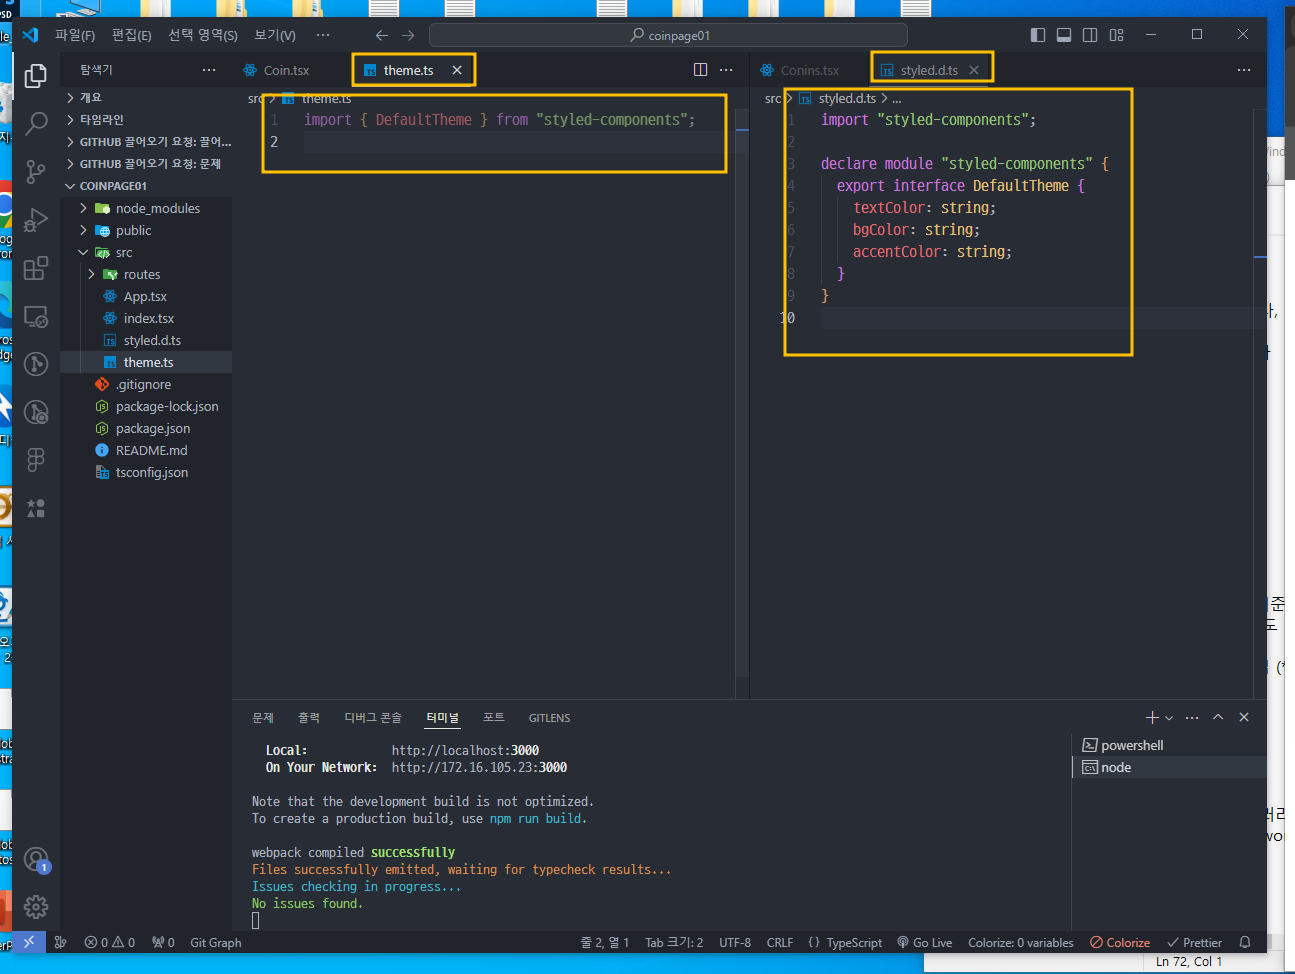 파일(F) 편집(E) 선택 영역(S) 보기(V) ... coinpage01
탐색기 ...
개요
타임라인
GITHUB 끌어오기 요청: 끌어...
GITHUB 끌어오기 요청: 문제
COINPAGE01
node_modules
public
src
routes
App.tsx
index.tsx
styled.d.ts
theme.ts
.gitignore
package-lock.json
package.json
README.md
tsconfig.json
Coin.tsx theme.ts
src > theme.ts
1 import { DefaultTheme } from "styled-components";
2
Conins.tsx styled.d.ts
src > styled.d.ts > ...
1 import "styled-components";
2
3 declare module "styled-components" {
4 export interface DefaultTheme {
5 textColor: string;
6 bgColor: string;
7 accentColor: string;
8 }
9 }
10
문제 출력 디버그 콘솔 터미널 포트 GITLENS
Local: http://localhost:3000
On Your Network: http://172.16.105.23:3000
Note that the development build is not optimized.
To create a production build, use npm run build.
webpack compiled successfully
Files successfully emitted, waiting for typecheck results...
Issues checking in progress...
No issues found.
powershell
node
1
0 0 0 Git Graph 줄 2, 열 1 Tab 크기: 2 UTF-8 CRLF {} TypeScript Go Live Colorize: 0 variables Colorize Prettier
Ln 72, Col 1